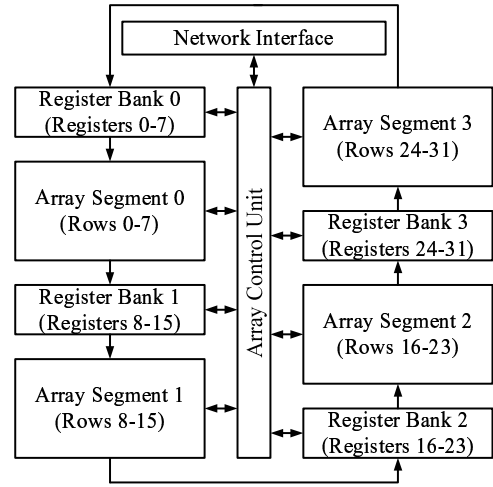 Network Interface
Register Bank 0
(Registers 0-7)
Array Segment 0
(Rows 0-7)
Register Bank 1
(Registers 8-15)
Array Segment 1
(Rows 8-15)
Array Control Unit
Array Segment 3
(Rows 24-31)
Register Bank 3
(Registers 24-31)
Array Segment 2
(Rows 16-23)
Register Bank 2
(Registers 16-23)